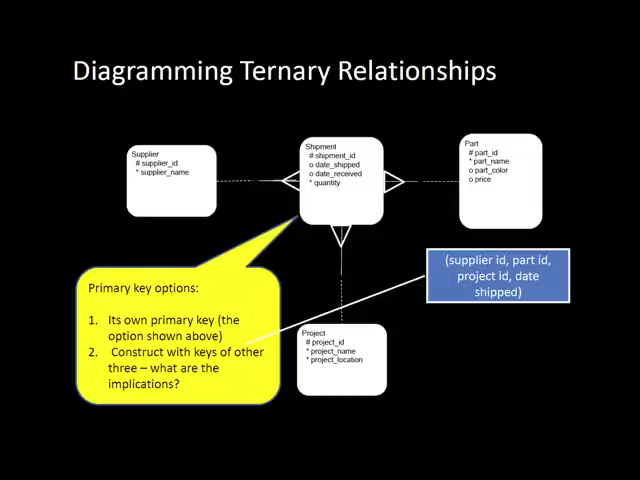 Diagramming Ternary Relationships
Supplier
# supplier_id
* supplier_name
Shipment
# shipment_id
o date_shipped
o date_received
* quantity
Part
# part_id
* part_name
o part_color
o price
Primary key options:
1. Its own primary key (the
option shown above)
2. Construct with keys of other
three – what are the
implications?
(supplier id, part id,
project id, date
shipped)
Project
# project_id
* project_name
* project_location